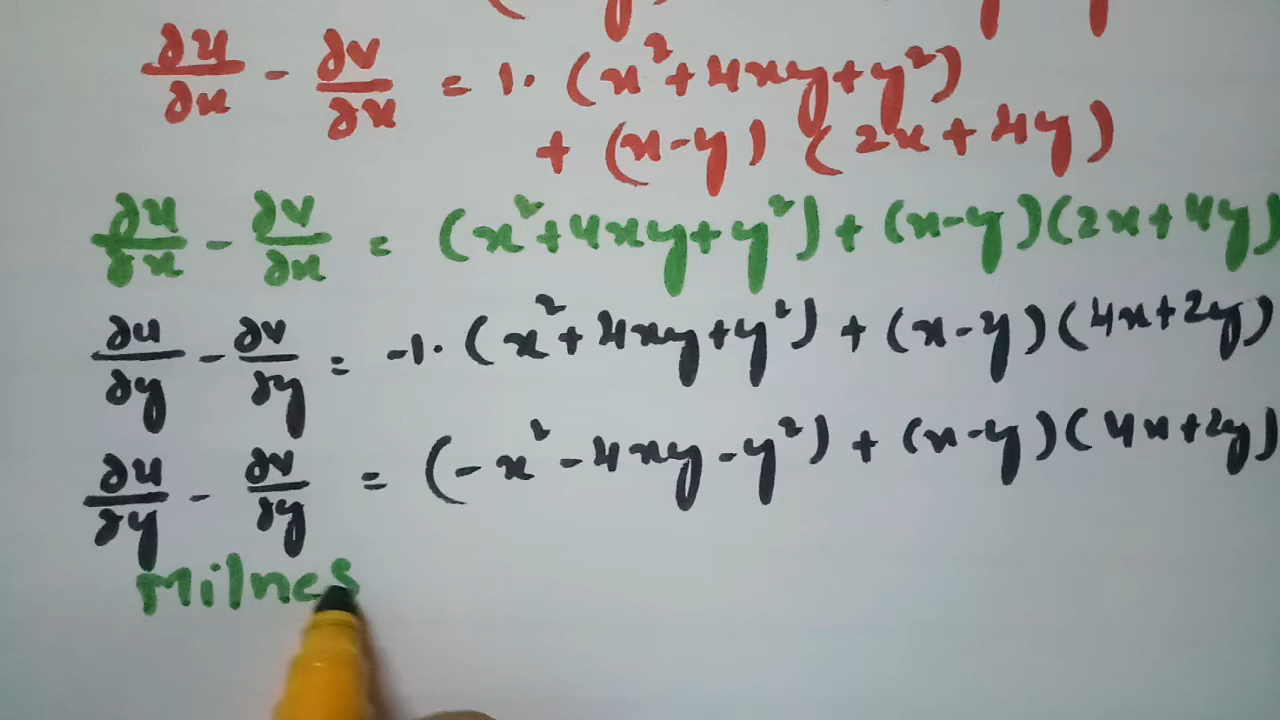 ∂u/∂x - ∂v/∂x = 1. (x²+4xy+y²)
+ (x-y) (2x+4y)
∂u/∂x - ∂v/∂x = (x²+4xy+y²)+(x-y)(2x+4y)
∂u/∂y - ∂v/∂y = -1. (x²+4xy+y²) + (x-y)(4x+2y)
∂u/∂y - ∂v/∂y = (-x²-4xy-y²) + (x-y)(4x+2y)
Milnes